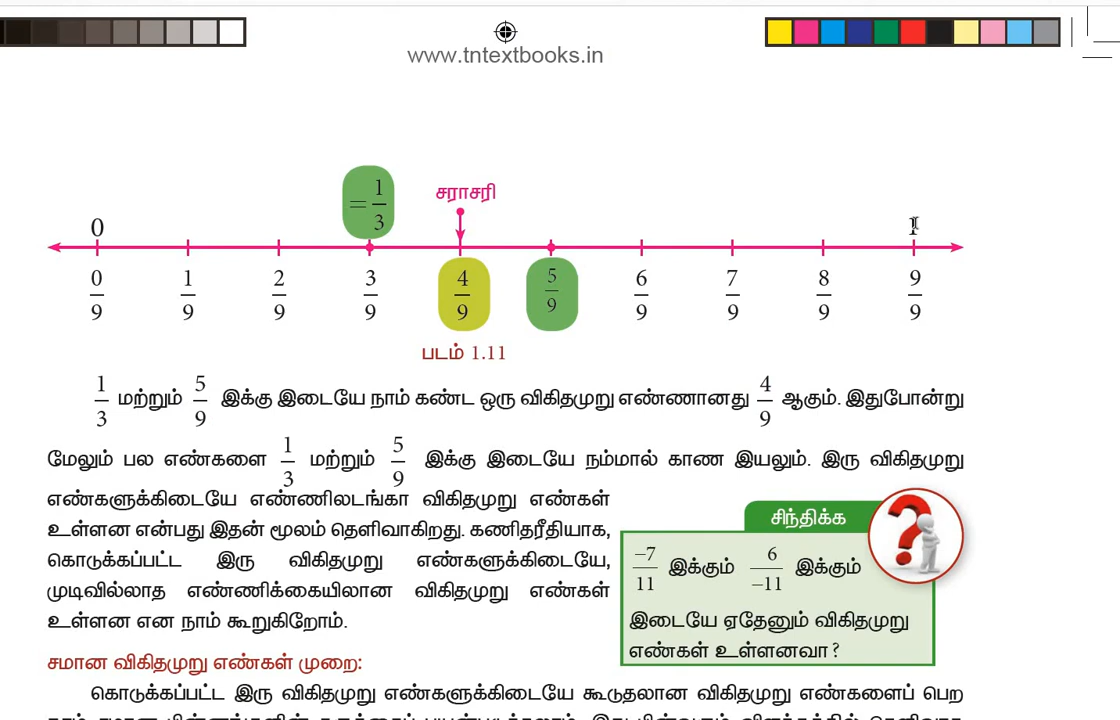 www.tntextbooks.in
= 1/3
சராசரி
0 1
0/9 1/9 2/9 3/9 4/9 5/9 6/9 7/9 8/9 9/9
படம் 1.11
1/3 மற்றும் 5/9 இக்கு இடையே நாம் கண்ட ஒரு விகிதமுறு எண்ணானது 4/9 ஆகும். இதுபோன்று
மேலும் பல எண்களை 1/3 மற்றும் 5/9 இக்கு இடையே நம்மால் காண இயலும். இரு விகிதமுறு
எண்களுக்கிடையே எண்ணிலடங்கா விகிதமுறு எண்கள்
உள்ளன என்பது இதன் மூலம் தெளிவாகிறது. கணிதரீதியாக,
கொடுக்கப்பட்ட இரு விகிதமுறு எண்களுக்கிடையே,
முடிவில்லாத எண்ணிக்கையிலான விகிதமுறு எண்கள்
உள்ளன என நாம் கூறுகிறோம்.
சிந்திக்க
-7/11 இக்கும் 6/-11 இக்கும்
இடையே ஏதேனும் விகிதமுறு
எண்கள் உள்ளனவா?
சமான விகிதமுறு எண்கள் முறை:
கொடுக்கப்பட்ட இரு விகிதமுறு எண்களுக்கிடையே கூடுதலான விகிதமுறு எண்களைப் பெற